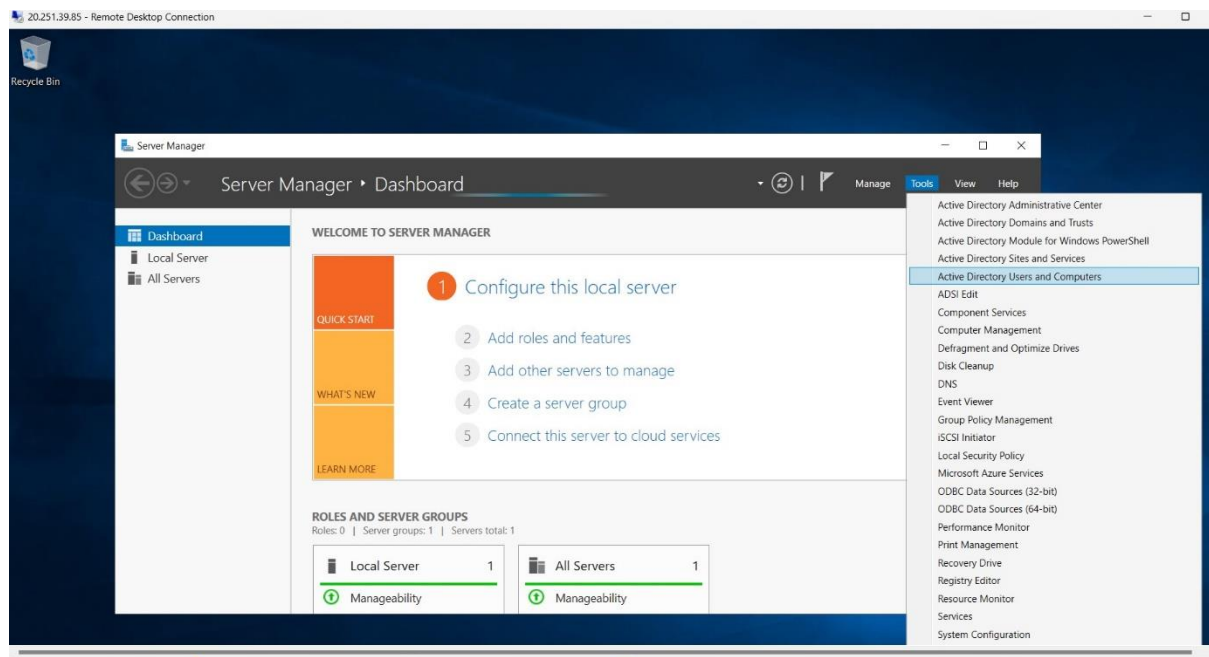 20.251.39.85 - Remote Desktop Connection
Recycle Bin
Server Manager
Server Manager ‣ Dashboard
Manage
Tools
View
Help
Dashboard
Local Server
All Servers
WELCOME TO SERVER MANAGER
QUICK START
WHAT'S NEW
LEARN MORE
1 Configure this local server
2 Add roles and features
3 Add other servers to manage
4 Create a server group
5 Connect this server to cloud services
ROLES AND SERVER GROUPS
Roles: 0 | Server groups: 1 | Servers total: 1
Local Server 1
Manageability
All Servers 1
Manageability
Active Directory Administrative Center
Active Directory Domains and Trusts
Active Directory Module for Windows PowerShell
Active Directory Sites and Services
Active Directory Users and Computers
ADSI Edit
Component Services
Computer Management
Defragment and Optimize Drives
Disk Cleanup
DNS
Event Viewer
Group Policy Management
iSCSI Initiator
Local Security Policy
Microsoft Azure Services
ODBC Data Sources (32-bit)
ODBC Data Sources (64-bit)
Performance Monitor
Print Management
Recovery Drive
Registry Editor
Resource Monitor
Services
System Configuration